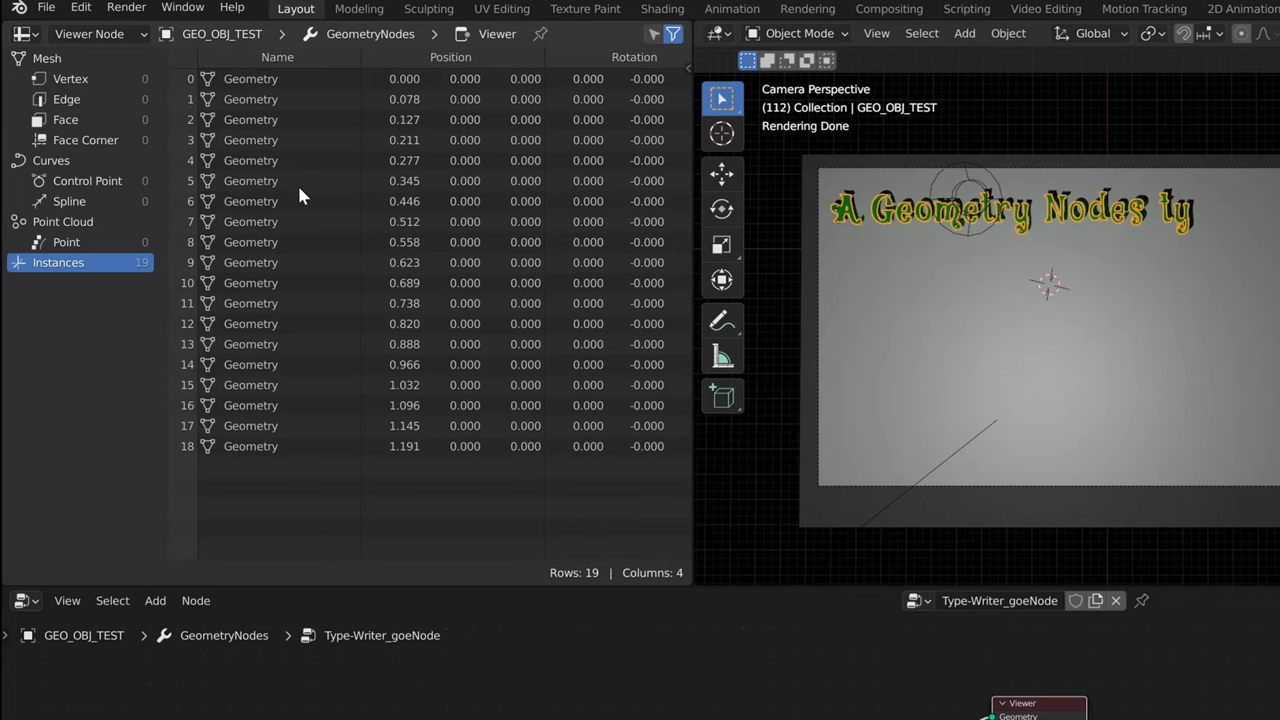 File Edit Render Window Help Layout Modeling Sculpting UV Editing Texture Paint Shading Animation Rendering Compositing Scripting Video Editing Motion Tracking 2D Animation
Viewer Node GEO_OBJ_TEST GeometryNodes Viewer
Object Mode View Select Add Object Global
Name Position Rotation
Mesh
Vertex 0
Edge 0
Face 0
Face Corner 0
Curves
Control Point 0
Spline 0
Point Cloud
Point 0
Instances 19
0 Geometry 0.000 0.000 0.000 0.000 -0.000
1 Geometry 0.078 0.000 0.000 0.000 -0.000
2 Geometry 0.127 0.000 0.000 0.000 -0.000
3 Geometry 0.211 0.000 0.000 0.000 -0.000
4 Geometry 0.277 0.000 0.000 0.000 -0.000
5 Geometry 0.345 0.000 0.000 0.000 -0.000
6 Geometry 0.446 0.000 0.000 0.000 -0.000
7 Geometry 0.512 0.000 0.000 0.000 -0.000
8 Geometry 0.558 0.000 0.000 0.000 -0.000
9 Geometry 0.623 0.000 0.000 0.000 -0.000
10 Geometry 0.689 0.000 0.000 0.000 -0.000
11 Geometry 0.738 0.000 0.000 0.000 -0.000
12 Geometry 0.820 0.000 0.000 0.000 -0.000
13 Geometry 0.888 0.000 0.000 0.000 -0.000
14 Geometry 0.966 0.000 0.000 0.000 -0.000
15 Geometry 1.032 0.000 0.000 0.000 -0.000
16 Geometry 1.096 0.000 0.000 0.000 -0.000
17 Geometry 1.145 0.000 0.000 0.000 -0.000
18 Geometry 1.191 0.000 0.000 0.000 -0.000
Rows: 19 | Columns: 4
Camera Perspective
(112) Collection | GEO_OBJ_TEST
Rendering Done
A Geometry Nodes ty
View Select Add Node Type-Writer_goeNode
GEO_OBJ_TEST GeometryNodes Type-Writer_goeNode
Viewer
Geometry